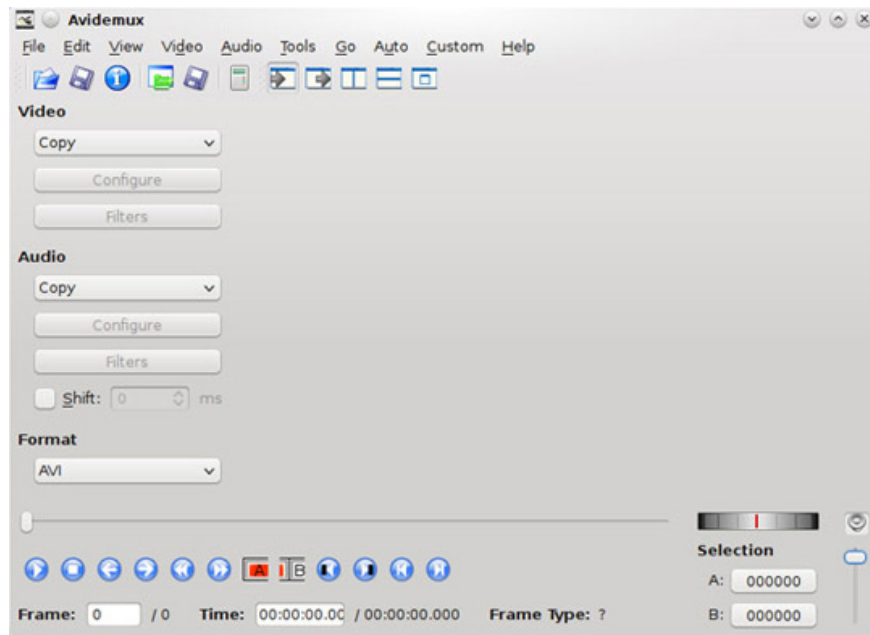 Avidemux
File Edit View Video Audio Tools Go Auto Custom Help
Video
Copy
Configure
Filters
Audio
Copy
Configure
Filters
Shift: 0 ms
Format
AVI
A B
Selection
A: 000000
Frame: 0 / 0 Time: 00:00:00.00 / 00:00:00.000 Frame Type: ?
B: 000000